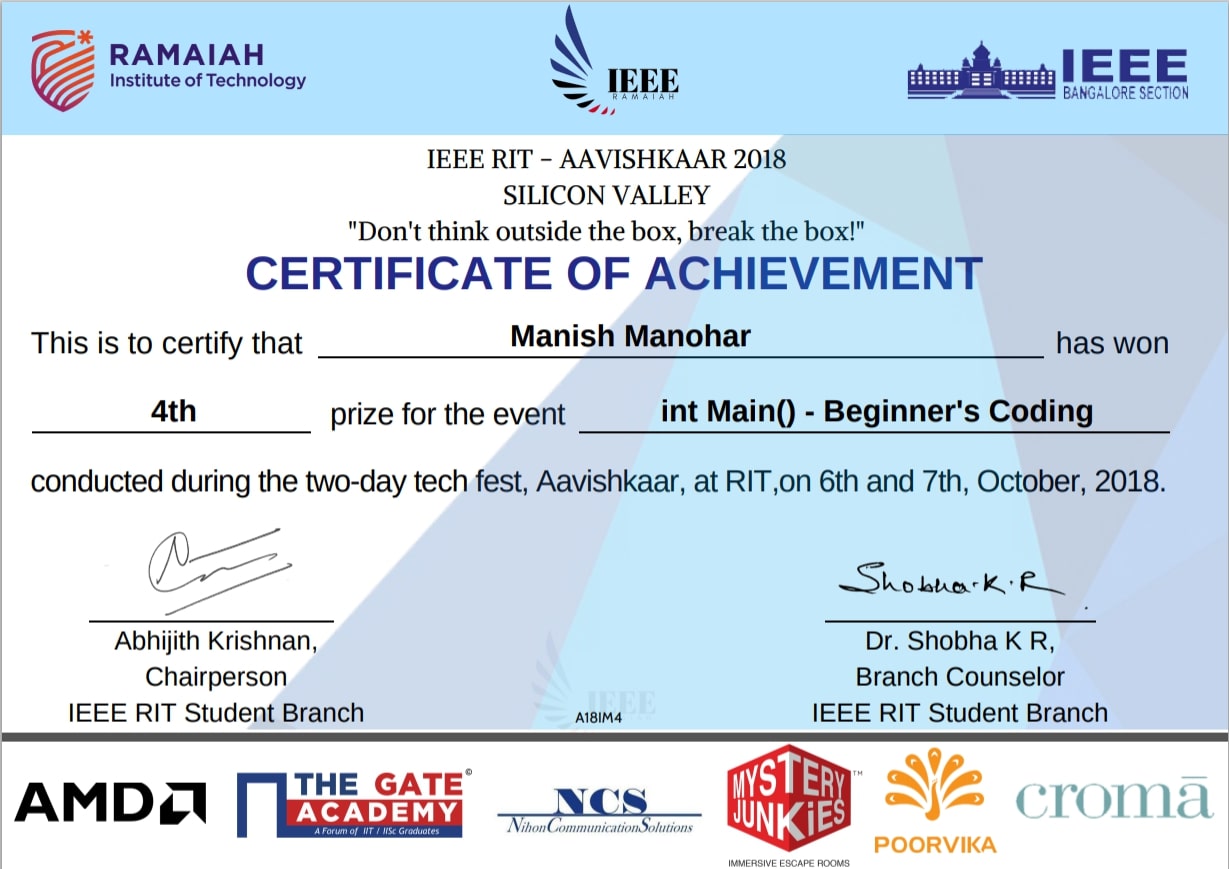 RAMAIAH
Institute of Technology
IEEE
RAMAIAH
IEEE
BANGALORE SECTION
IEEE RIT – AAVISHKAAR 2018
SILICON VALLEY
"Don't think outside the box, break the box!"
CERTIFICATE OF ACHIEVEMENT
This is to certify that Manish Manohar has won
4th prize for the event int Main() - Beginner's Coding
conducted during the two-day tech fest, Aavishkaar, at RIT,on 6th and 7th, October, 2018.
Shobha.K.R
Abhijith Krishnan,
Chairperson
IEEE RIT Student Branch
Dr. Shobha K R,
Branch Counselor
IEEE RIT Student Branch
IEEE
A18IM4
AMD
THE GATE©
ACADEMY
A Forum of IIT / IISc Graduates
NCS
NihonCommunicationSolutions
MYSTERY
JUNKiES
TM
IMMERSIVE ESCAPE ROOMS
POORVIKA
cromā